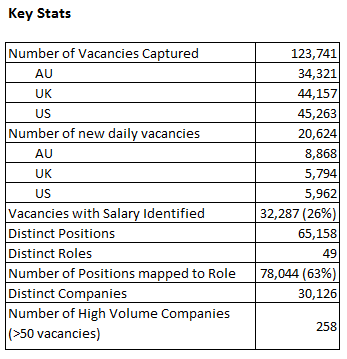 Key Stats
Number of Vacancies Captured 123,741
AU 34,321
UK 44,157
US 45,263
Number of new daily vacancies 20,624
AU 8,868
UK 5,794
US 5,962
Vacancies with Salary Identified 32,287 (26%)
Distinct Positions 65,158
Distinct Roles 49
Number of Positions mapped to Role 78,044 (63%)
Distinct Companies 30,126
Number of High Volume Companies
(>50 vacancies) 258